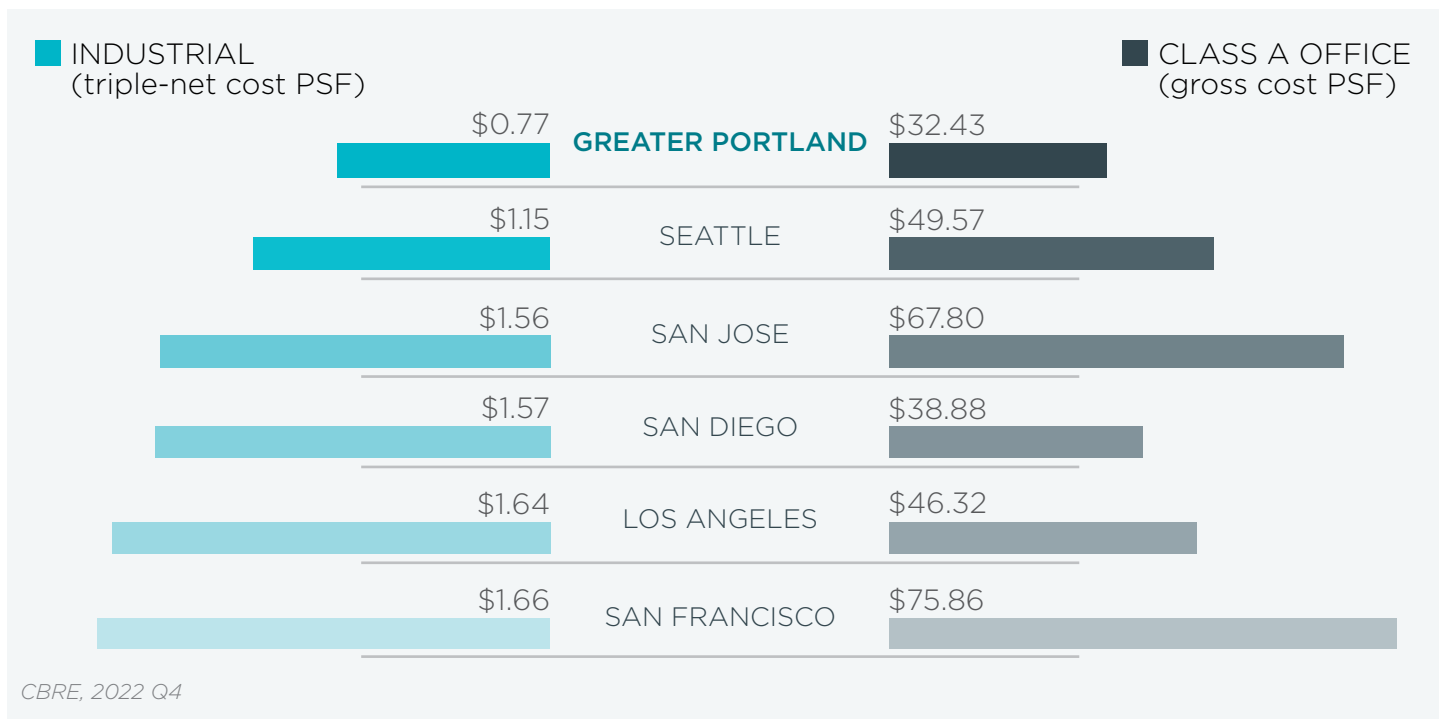 INDUSTRIAL
(triple-net cost PSF)
CLASS A OFFICE
(gross cost PSF)
$0.77
GREATER PORTLAND
$32.43
$1.15
SEATTLE
$49.57
$1.56
SAN JOSE
$67.80
$1.57
SAN DIEGO
$38.88
$1.64
LOS ANGELES
$46.32
$1.66
SAN FRANCISCO
$75.86
CBRE, 2022 Q4